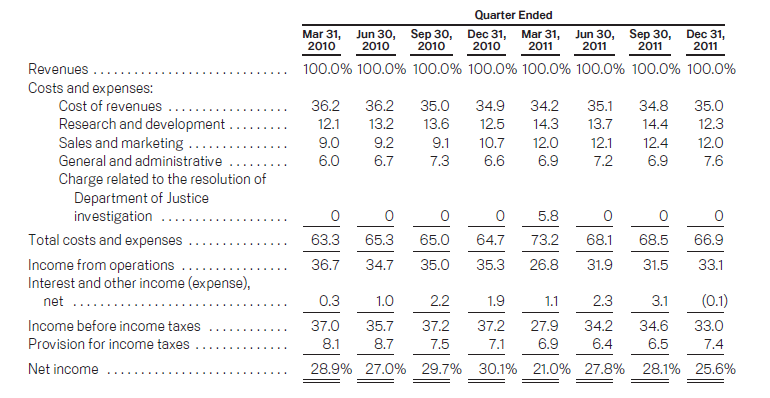 Quarter Ended
Mar 31, Jun 30, Sep 30, Dec 31, Mar 31, Jun 30, Sep 30, Dec 31,
2010 2010 2010 2010 2011 2011 2011 2011
Revenues . . . . . . . . . . . . . . . . . . . . . . . . . . . . 100.0% 100.0% 100.0% 100.0% 100.0% 100.0% 100.0% 100.0%
Costs and expenses:
Cost of revenues . . . . . . . . . . . . . . . . . 36.2 36.2 35.0 34.9 34.2 35.1 34.8 35.0
Research and development . . . . . . . . 12.1 13.2 13.6 12.5 14.3 13.7 14.4 12.3
Sales and marketing . . . . . . . . . . . . . . 9.0 9.2 9.1 10.7 12.0 12.1 12.4 12.0
General and administrative . . . . . . . . 6.0 6.7 7.3 6.6 6.9 7.2 6.9 7.6
Charge related to the resolution of
Department of Justice
investigation . . . . . . . . . . . . . . . . . . 0 0 0 0 5.8 0 0 0
Total costs and expenses . . . . . . . . . . . . . . 63.3 65.3 65.0 64.7 73.2 68.1 68.5 66.9
Income from operations . . . . . . . . . . . . . . . 36.7 34.7 35.0 35.3 26.8 31.9 31.5 33.1
Interest and other income (expense),
net . . . . . . . . . . . . . . . . . . . . . . . . . . . . . . . 0.3 1.0 2.2 1.9 1.1 2.3 3.1 (0.1)
Income before income taxes . . . . . . . . . . . . 37.0 35.7 37.2 37.2 27.9 34.2 34.6 33.0
Provision for income taxes . . . . . . . . . . . . . 8.1 8.7 7.5 7.1 6.9 6.4 6.5 7.4
Net income . . . . . . . . . . . . . . . . . . . . . . . . . . 28.9% 27.0% 29.7% 30.1% 21.0% 27.8% 28.1% 25.6%